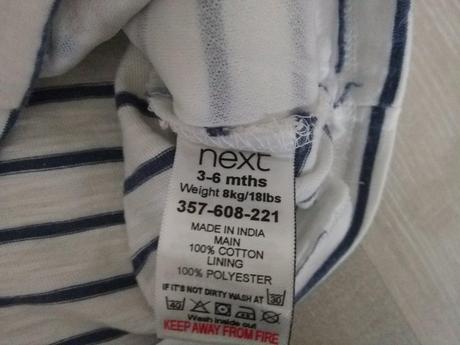 next
3-6 mths
Weight 8kg/18lbs
357-608-221
MADE IN INDIA
MAIN
100% COTTON
LINING
100% POLYESTER
IF IT'S NOT DIRTY WASH AT 30
40
Wash inside out
KEEP AWAY FROM FIRE